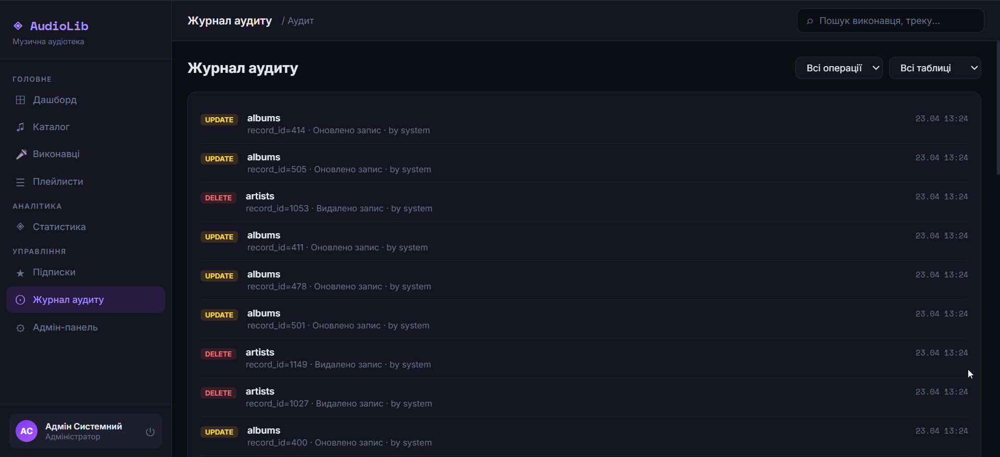 AudioLib
Музична аудіотека
ГОЛОВНЕ
Дашборд
Каталог
Виконавці
Плейлисти
АНАЛІТИКА
Статистика
УПРАВЛІННЯ
Підписки
Журнал аудиту
Адмін-панель
АС
Адмін Системний
Адміністратор
Журнал аудиту / Аудит
Пошук виконавця, треку...
Журнал аудиту
Всі операції
Всі таблиці
UPDATE albums 23.04 13:24
record_id=414 · Оновлено запис · by system
UPDATE albums 23.04 13:24
record_id=505 · Оновлено запис · by system
DELETE artists 23.04 13:24
record_id=1053 · Видалено запис · by system
UPDATE albums 23.04 13:24
record_id=411 · Оновлено запис · by system
UPDATE albums 23.04 13:24
record_id=478 · Оновлено запис · by system
UPDATE albums 23.04 13:24
record_id=501 · Оновлено запис · by system
DELETE artists 23.04 13:24
record_id=1149 · Видалено запис · by system
DELETE artists 23.04 13:24
record_id=1027 · Видалено запис · by system
UPDATE albums 23.04 13:24
record_id=400 · Оновлено запис · by system